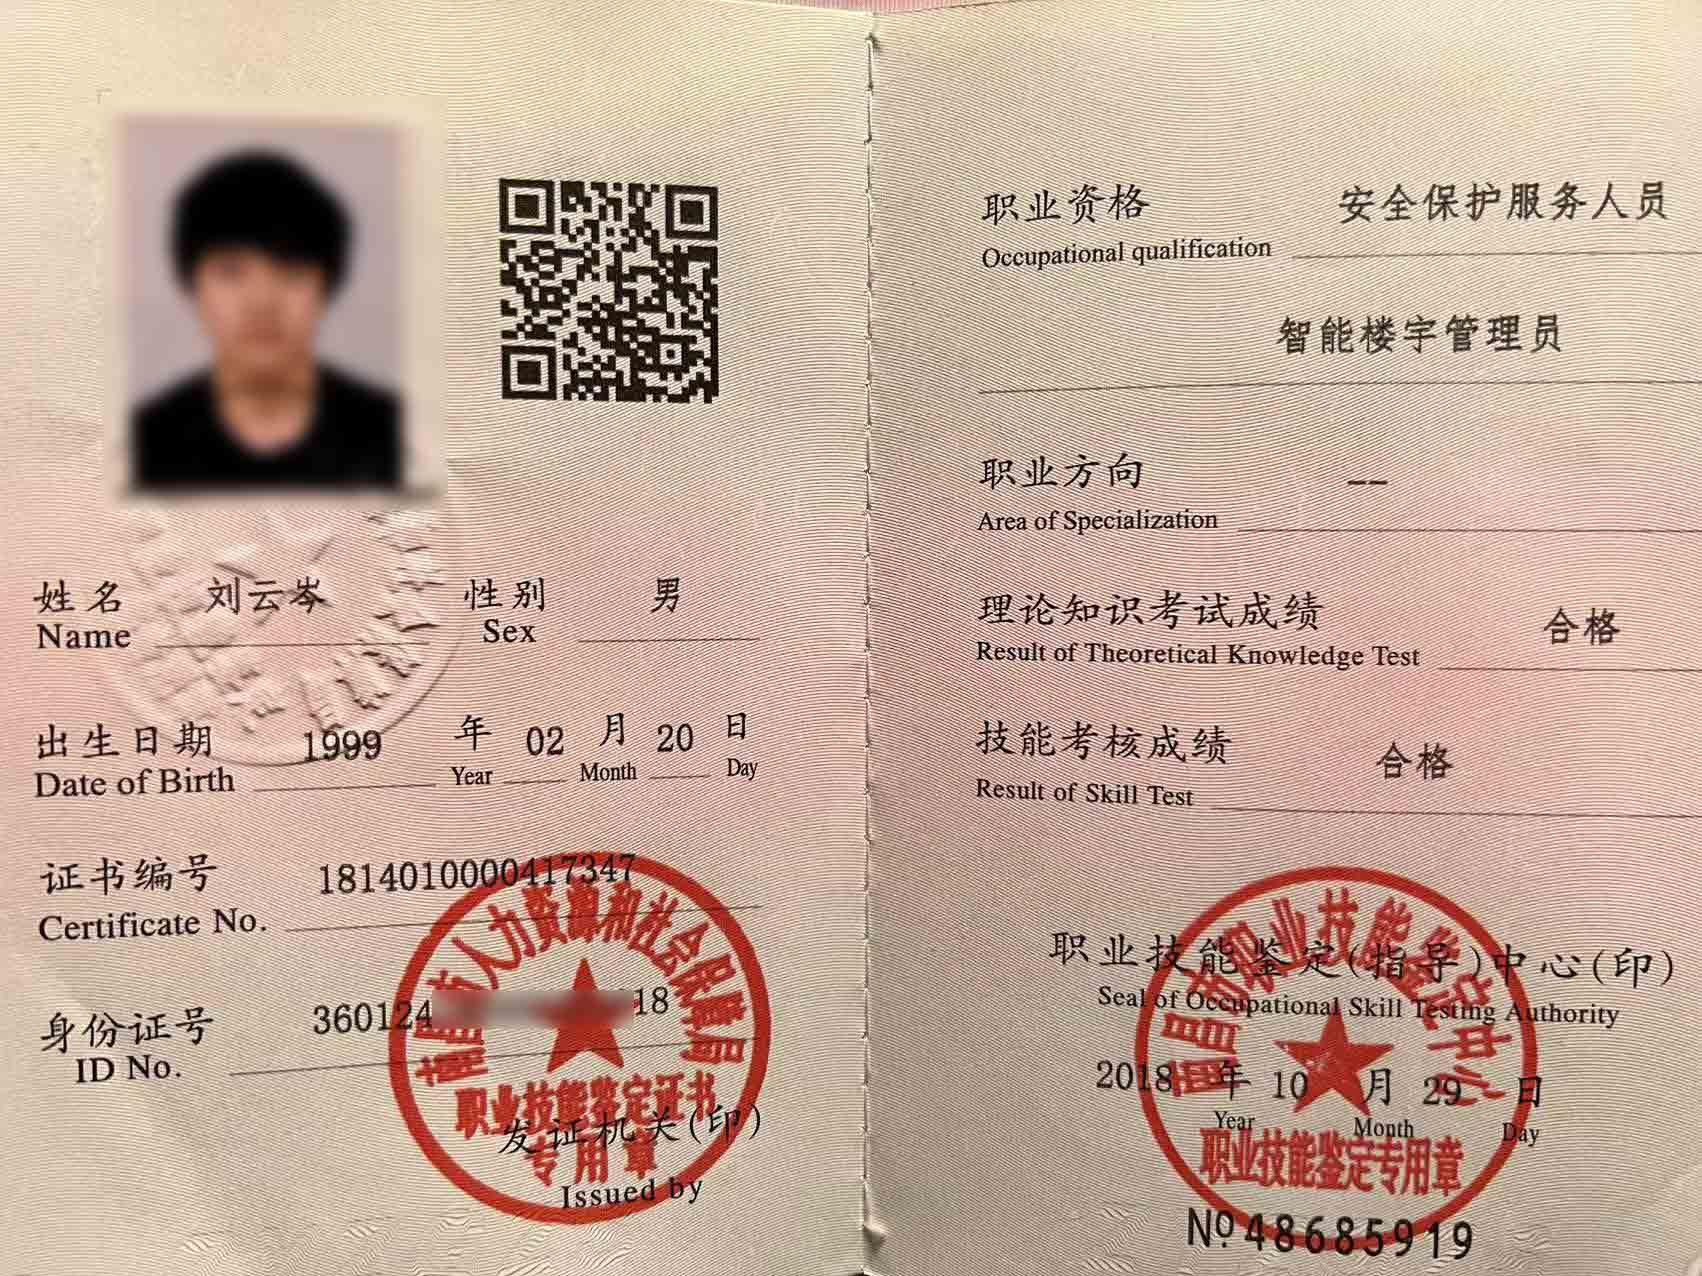 姓名 刘云岑 性别 男
Name Sex
出生日期 1999 年 02 月 20 日
Date of Birth Year Month Day
证书编号 1814010000417347
Certificate No.
身份证号 360124 18
ID No.
南昌市人力资源和社会保障局
职业技能鉴定证书
专用章
发证机关(印)
Issued by
职业资格 安全保护服务人员
Occupational qualification
智能楼宇管理员
职业方向 --
Area of Specialization
理论知识考试成绩 合格
Result of Theoretical Knowledge Test
技能考核成绩 合格
Result of Skill Test
南昌市职业技能鉴定中心
职业技能鉴定(指导)中心(印)
Seal of Occupational Skill Testing Authority
2018 年 10 月 29 日
Year Month Day
职业技能鉴定专用章
№48685919